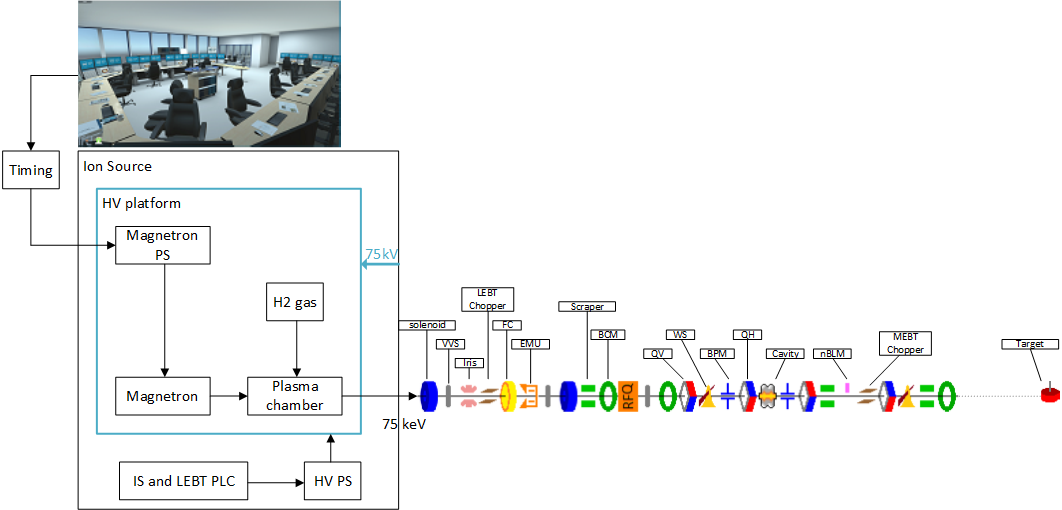 Timing
Ion Source
HV platform
Magnetron
PS
75kV
H2 gas
Magnetron
Plasma
chamber
75 keV
IS and LEBT PLC
HV PS
solenoid
VVS
Iris
LEBT
Chopper
FC
EMU
Scraper
BCM
RFQ
QV
WS
BPM
QH
Cavity
nBLM
MEBT
Chopper
Target